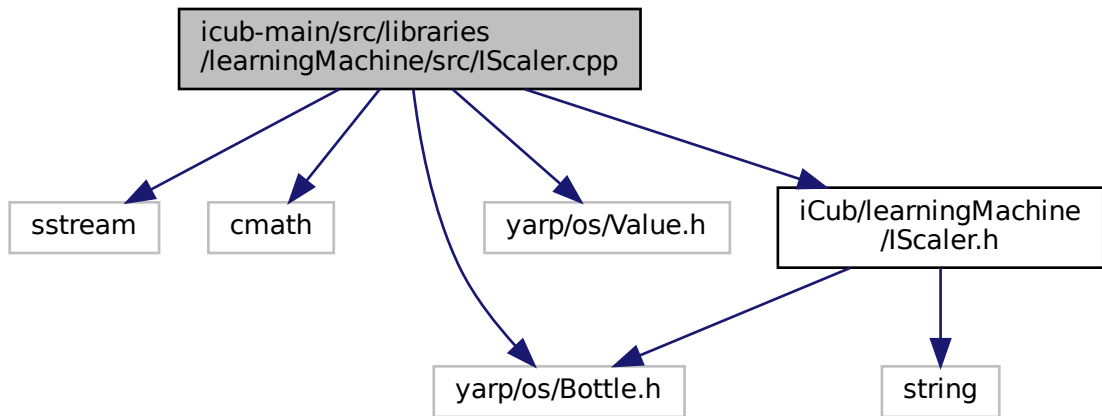 icub-main/src/libraries
/learningMachine/src/IScaler.cpp
sstream
cmath
yarp/os/Value.h
iCub/learningMachine
/IScaler.h
yarp/os/Bottle.h
string